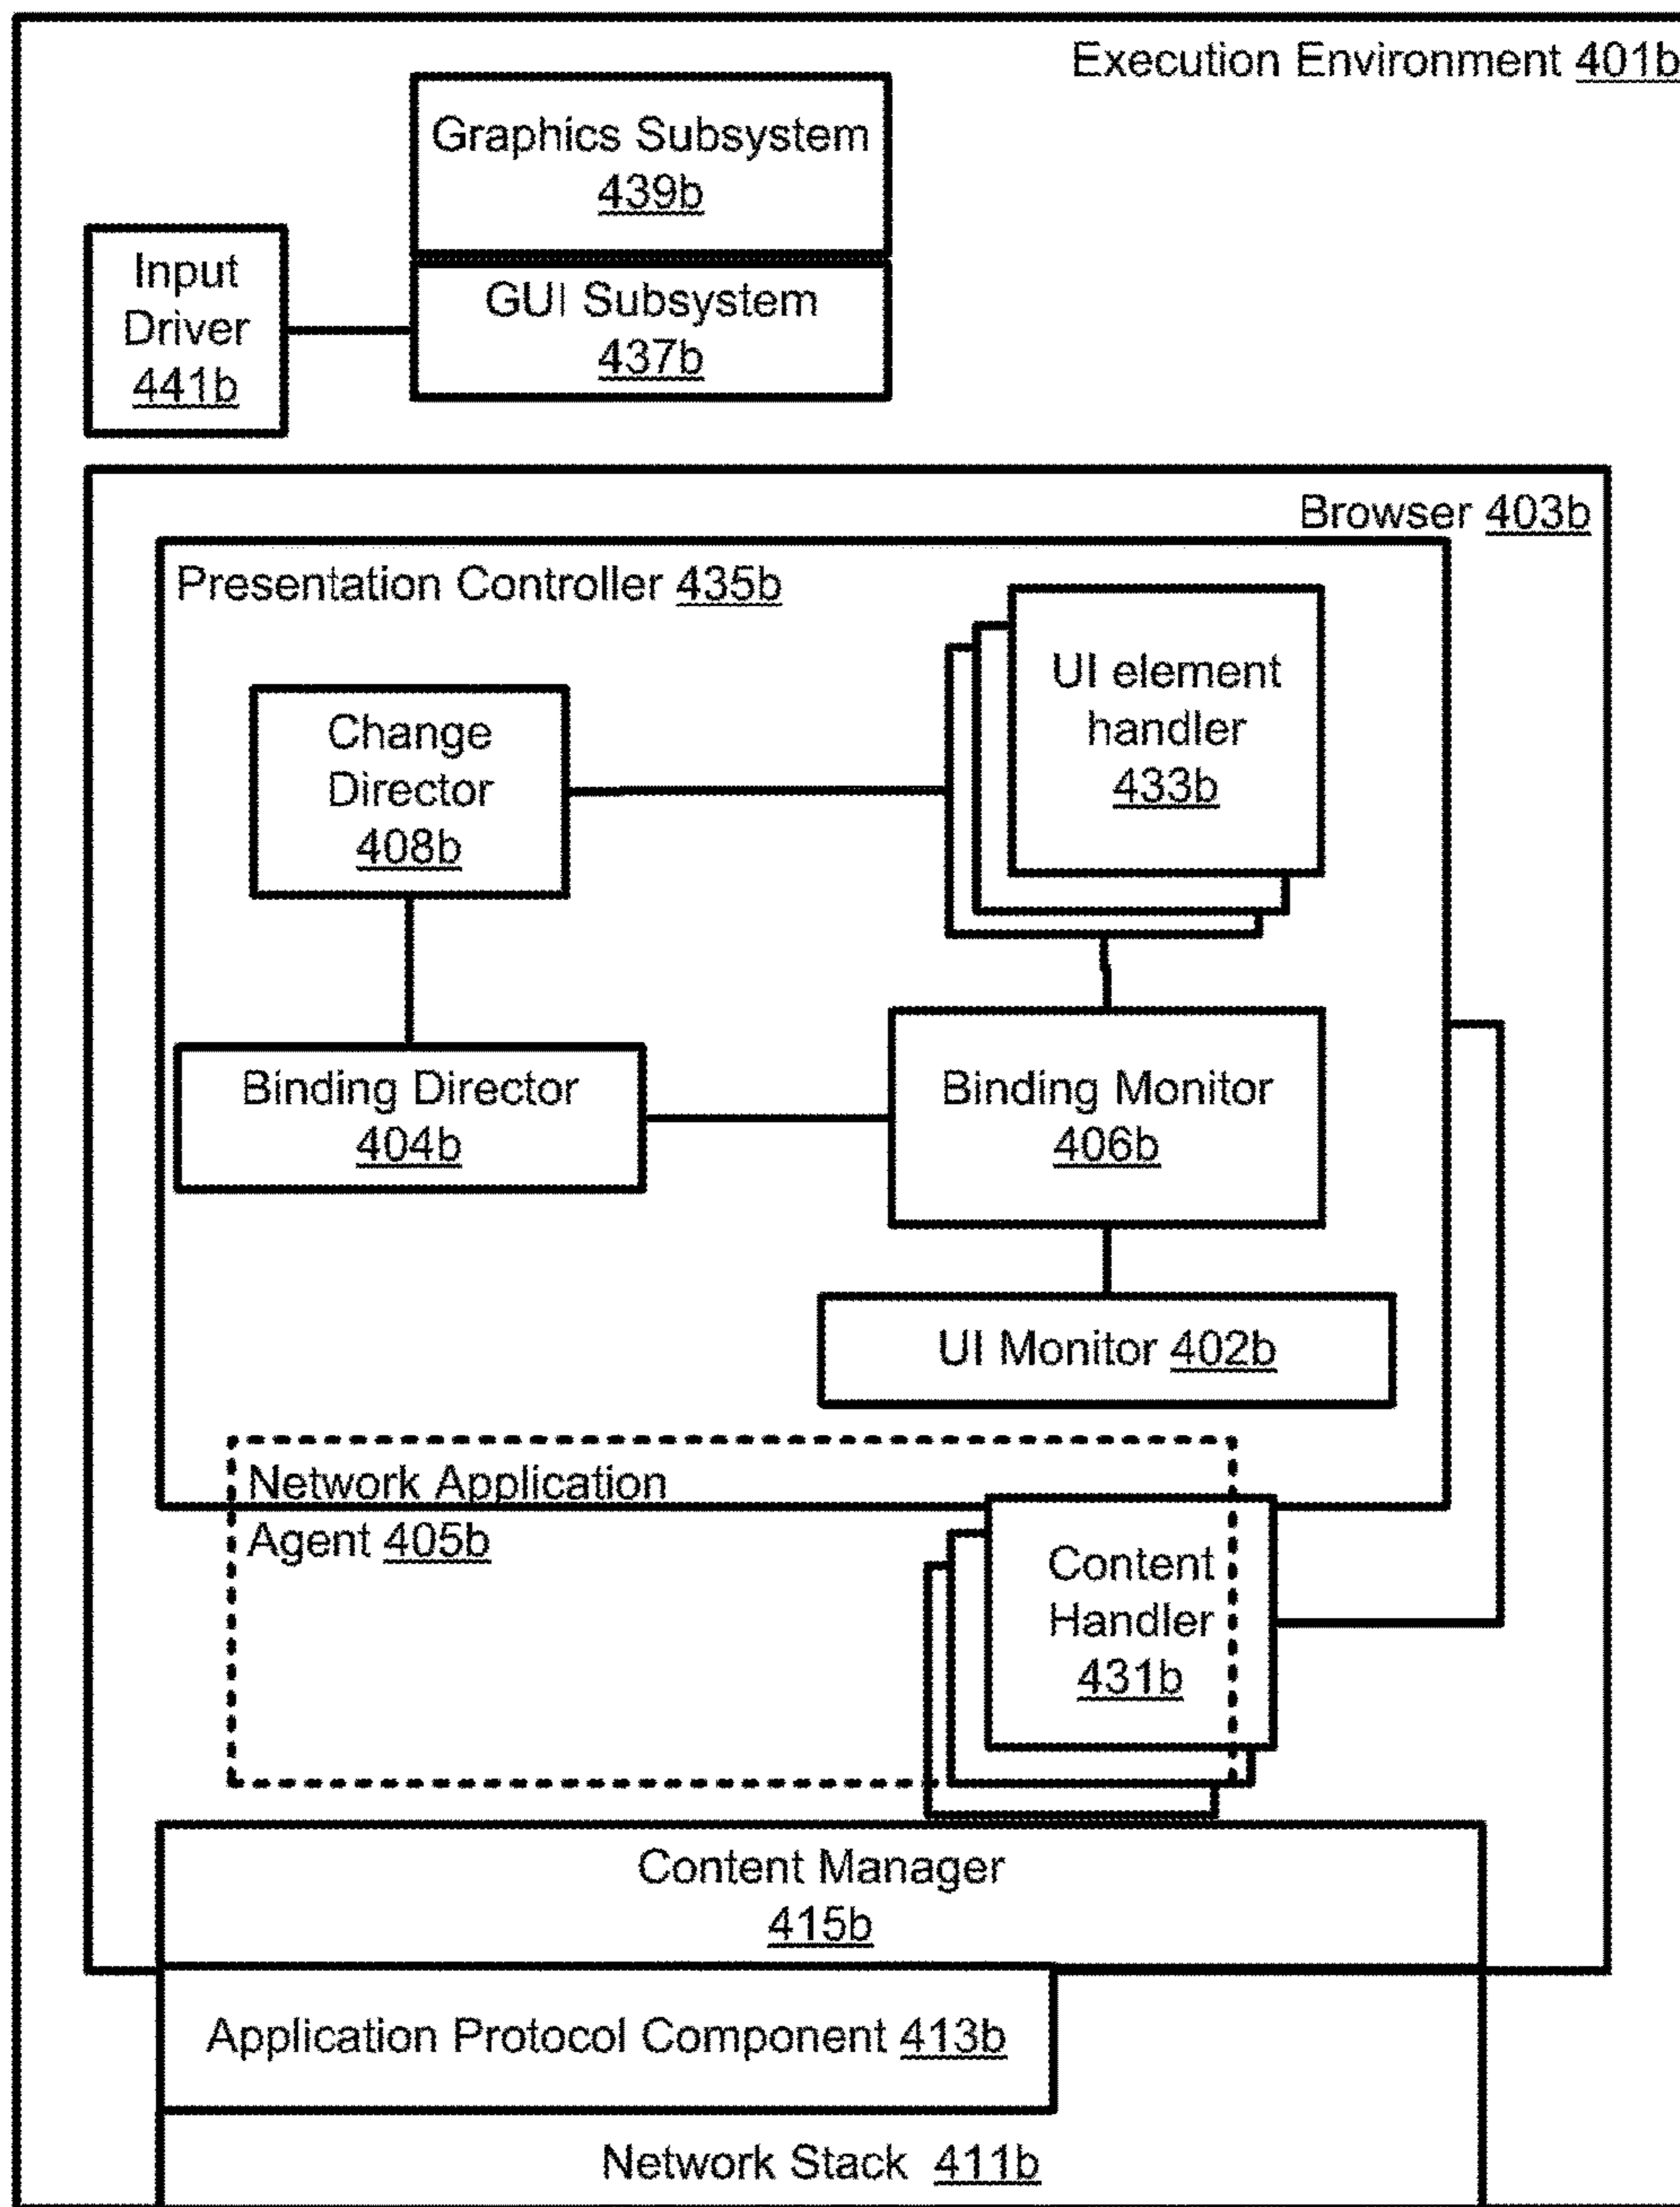 Execution Environment 401b
Graphics Subsystem
439b
Input
Driver
441b
GUI Subsystem
437b
Browser 403b
Presentation Controller 435b
UI element
handler
433b
Change
Director
408b
Binding Director
404b
Binding Monitor
406b
UI Monitor 402b
Network Application
Agent 405b
Content
Handler
431b
Content Manager
415b
Application Protocol Component 413b
Network Stack 411b